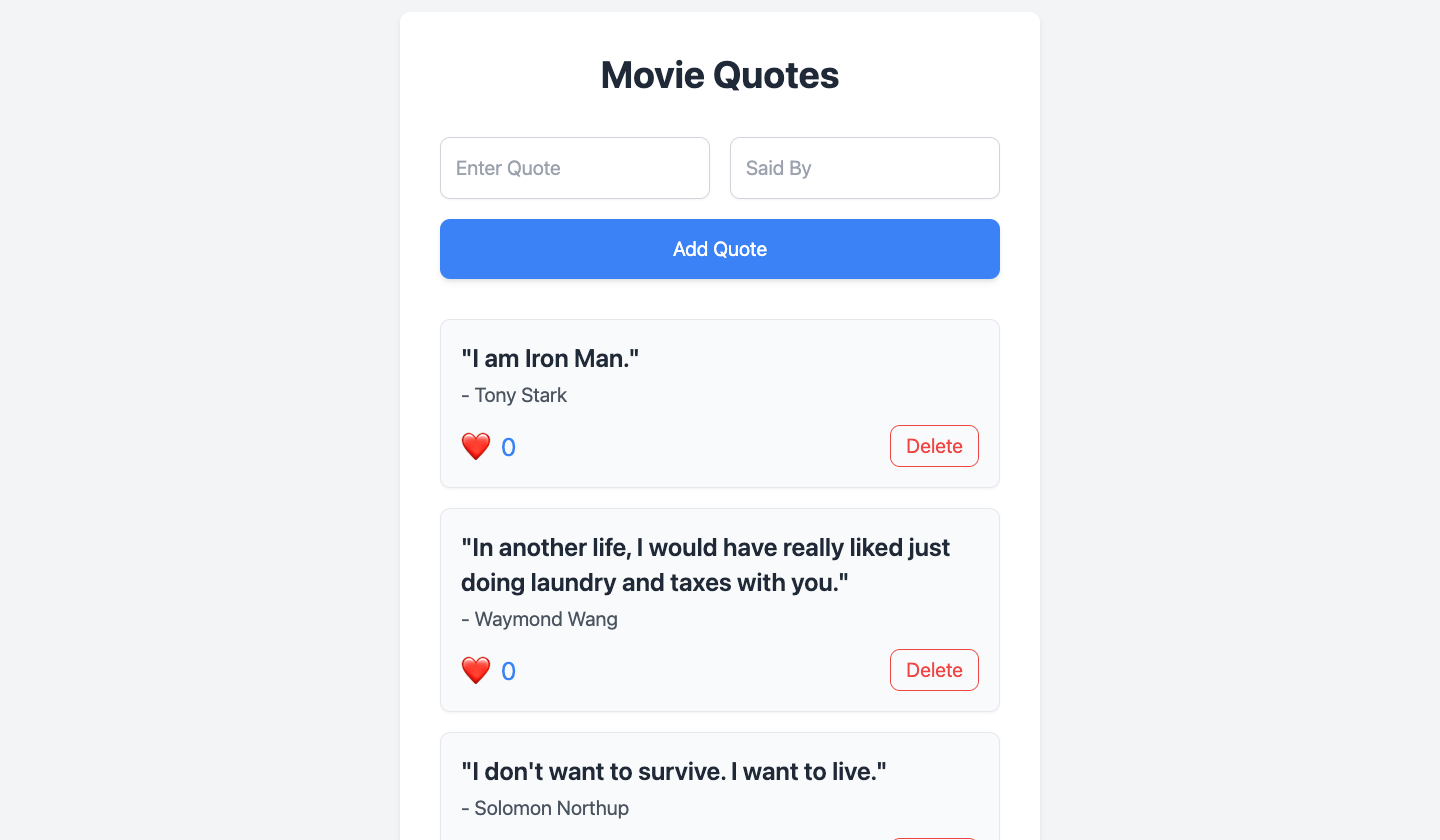 Movie Quotes
Enter Quote
Said By
Add Quote
"I am Iron Man."
- Tony Stark
❤️ 0
Delete
"In another life, I would have really liked just
doing laundry and taxes with you."
- Waymond Wang
❤️ 0
Delete
"I don't want to survive. I want to live."
- Solomon Northup